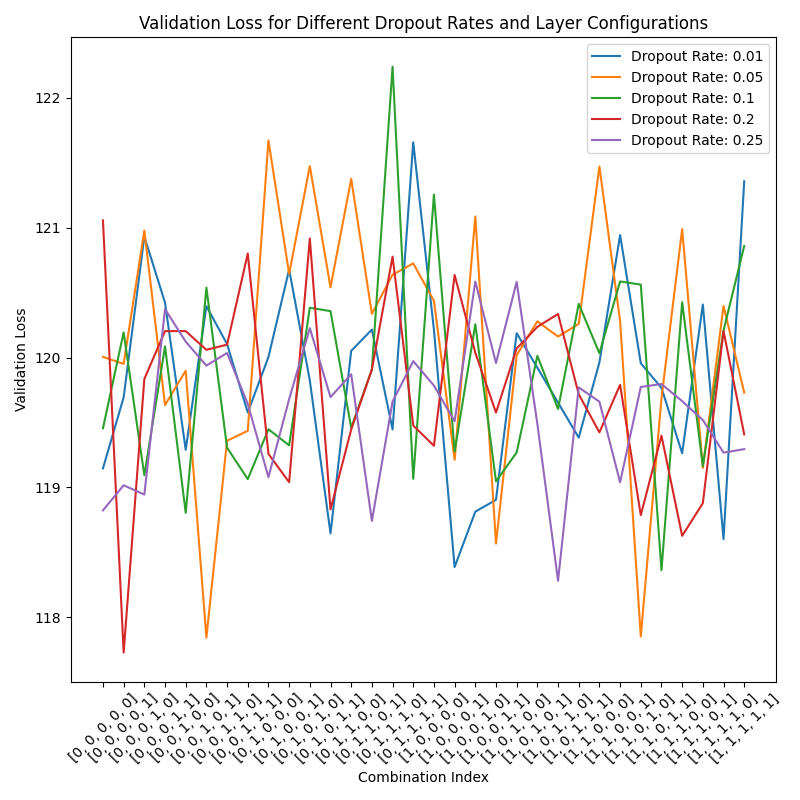 Validation Loss for Different Dropout Rates and Layer Configurations
Dropout Rate: 0.01
Dropout Rate: 0.05
Dropout Rate: 0.1
Dropout Rate: 0.2
Dropout Rate: 0.25
122
121
120
119
118
Validation Loss
[0, 0, 0, 0, 0]
[0, 0, 0, 0, 1]
[0, 0, 0, 1, 0]
[0, 0, 0, 1, 1]
[0, 0, 1, 0, 0]
[0, 0, 1, 0, 1]
[0, 0, 1, 1, 0]
[0, 0, 1, 1, 1]
[0, 1, 0, 0, 0]
[0, 1, 0, 0, 1]
[0, 1, 0, 1, 0]
[0, 1, 0, 1, 1]
[0, 1, 1, 0, 0]
[0, 1, 1, 0, 1]
[0, 1, 1, 1, 0]
[0, 1, 1, 1, 1]
[1, 0, 0, 0, 0]
[1, 0, 0, 0, 1]
[1, 0, 0, 1, 0]
[1, 0, 0, 1, 1]
[1, 0, 1, 0, 0]
[1, 0, 1, 0, 1]
[1, 0, 1, 1, 0]
[1, 0, 1, 1, 1]
[1, 1, 0, 0, 0]
[1, 1, 0, 0, 1]
[1, 1, 0, 1, 0]
[1, 1, 0, 1, 1]
[1, 1, 1, 0, 0]
[1, 1, 1, 0, 1]
[1, 1, 1, 1, 0]
[1, 1, 1, 1, 1]
Combination Index